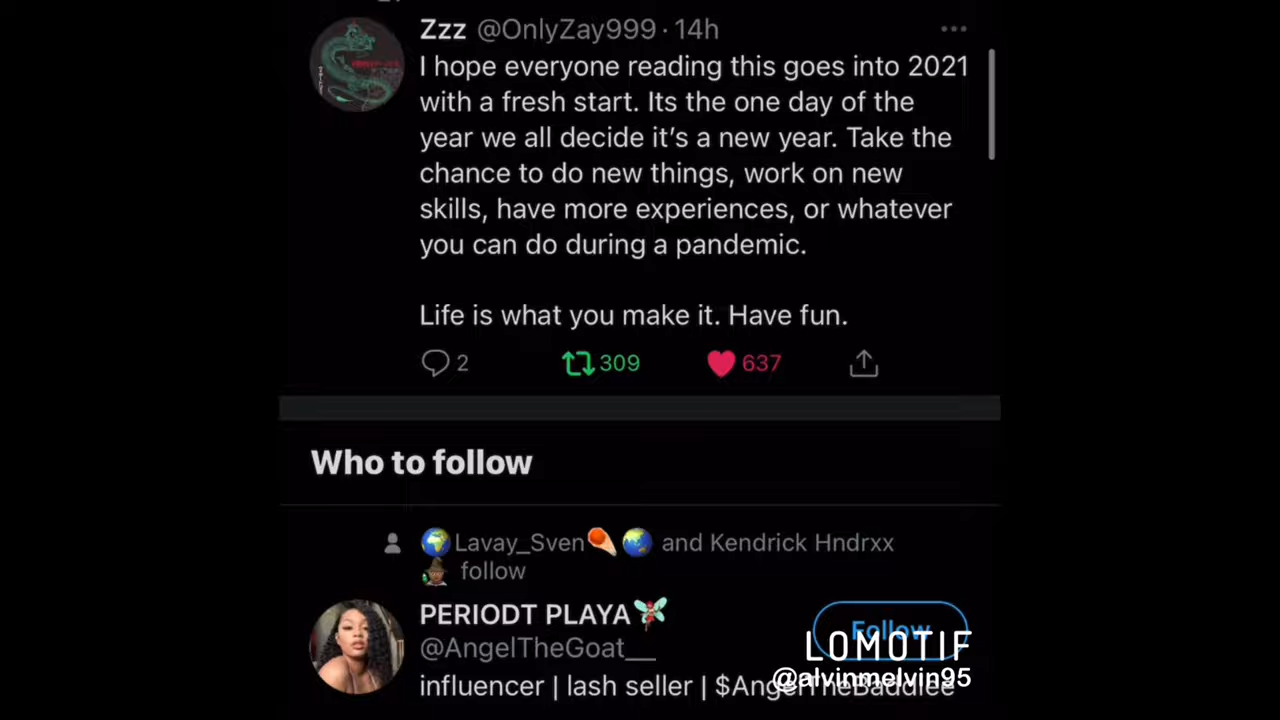 Zzz @OnlyZay999 · 14h
I hope everyone reading this goes into 2021
with a fresh start. Its the one day of the
year we all decide it's a new year. Take the
chance to do new things, work on new
skills, have more experiences, or whatever
you can do during a pandemic.
Life is what you make it. Have fun.
2 309 637
Who to follow
Lavay_Sven and Kendrick Hndrxx
follow
PERIODT PLAYA
@AngelTheGoat__
Follow
LOMOTIF
@alvinmelvin95
influencer | lash seller | $AngelTheBaddiee